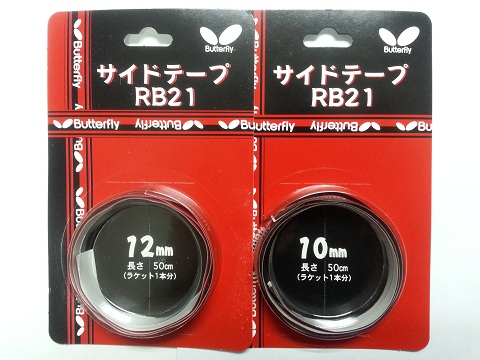 Butterfly
サイドテープ
RB21
Butterfly
Butterfly
12mm
長さ 50cm
(ラケット1本分)
Butterfly
サイドテープ
RB21
Butterfly
Butterfly
10mm
長さ 50cm
(ラケット1本分)